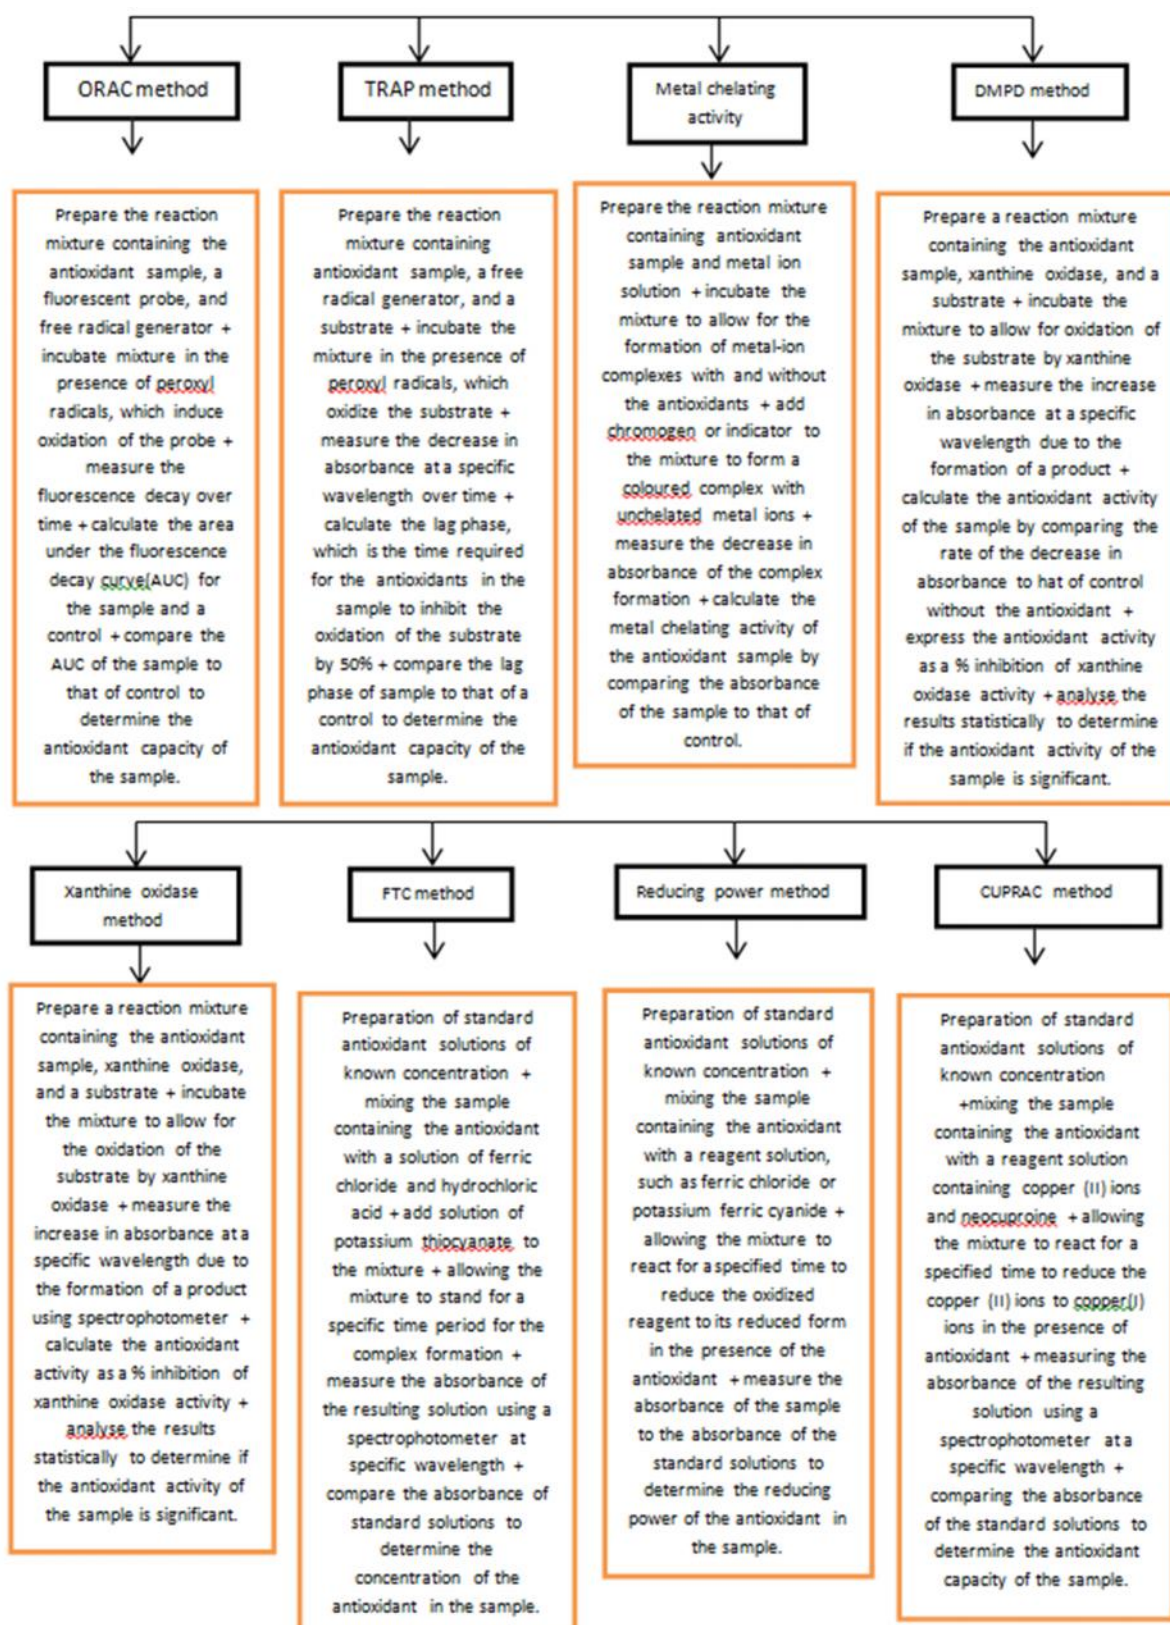 ORAC method
TRAP method
Metal chelating
activity
DMPD method
Prepare the reaction
mixture containing the
antioxidant sample, a
fluorescent probe, and
free radical generator +
incubate mixture in the
presence of peroxyl
radicals, which induce
oxidation of the probe +
measure the
fluorescence decay over
time + calculate the area
under the fluorescence
decay curve(AUC) for
the sample and a
control + compare the
AUC of the sample to
that of control to
determine the
antioxidant capacity of
the sample.
Prepare the reaction
mixture containing
antioxidant sample, a free
radical generator, and a
substrate + incubate the
mixture in the presence of
peroxyl radicals, which
oxidize the substrate +
measure the decrease in
absorbance at a specific
wavelength over time +
calculate the lag phase,
which is the time required
for the antioxidants in the
sample to inhibit the
oxidation of the substrate
by 50% + compare the lag
phase of sample to that of a
control to determine the
antioxidant capacity of the
sample.
Prepare the reaction mixture
containing antioxidant
sample and metal ion
solution + incubate the
mixture to allow for the
formation of metal-ion
complexes with and without
the antioxidants + add
chromogen or indicator to
the mixture to form a
coloured complex with
unchelated metal ions +
measure the decrease in
absorbance of the complex
formation + calculate the
metal chelating activity of
the antioxidant sample by
comparing the absorbance
of the sample to that of
control.
Prepare a reaction mixture
containing the antioxidant
sample, xanthine oxidase, and a
substrate + incubate the
mixture to allow for oxidation of
the substrate by xanthine
oxidase + measure the increase
in absorbance at a specific
wavelength due to the
formation of a product +
calculate the antioxidant activity
of the sample by comparing the
rate of the decrease in
absorbance to hat of control
without the antioxidant +
express the antioxidant activity
as a % inhibition of xanthine
oxidase activity + analyse the
results statistically to determine
if the antioxidant activity of the
sample is significant.
Xanthine oxidase
method
FTC method
Reducing power method
CUPRAC method
Prepare a reaction mixture
containing the antioxidant
sample, xanthine oxidase,
and a substrate + incubate
the mixture to allow for
the oxidation of the
substrate by xanthine
oxidase + measure the
increase in absorbance at a
specific wavelength due to
the formation of a product
using spectrophotometer +
calculate the antioxidant
activity as a % inhibition of
xanthine oxidase activity +
analyse the results
statistically to determine if
the antioxidant activity of
the sample is significant.
Preparation of standard
antioxidant solutions of
known concentration +
mixing the sample
containing the antioxidant
with a solution of ferric
chloride and hydrochloric
acid + add solution of
potassium thiocyanate to
the mixture + allowing the
mixture to stand for a
specific time period for the
complex formation +
measure the absorbance of
the resulting solution using a
spectrophotometer at
specific wavelength +
compare the absorbance of
standard solutions to
determine the
concentration of the
antioxidant in the sample.
Preparation of standard
antioxidant solutions of
known concentration +
mixing the sample
containing the antioxidant
with a reagent solution,
such as ferric chloride or
potassium ferric cyanide +
allowing the mixture to
react for a specified time to
reduce the oxidized
reagent to its reduced form
in the presence of the
antioxidant + measure the
absorbance of the sample
to the absorbance of the
standard solutions to
determine the reducing
power of the antioxidant in
the sample.
Preparation of standard
antioxidant solutions of
known concentration
+mixing the sample
containing the antioxidant
with a reagent solution
containing copper (II) ions
and neocuproine + allowing
the mixture to react for a
specified time to reduce the
copper (II) ions to copper(I)
ions in the presence of
antioxidant + measuring the
absorbance of the resulting
solution using a
spectrophotometer at a
specific wavelength +
comparing the absorbance
of the standard solutions to
determine the antioxidant
capacity of the sample.